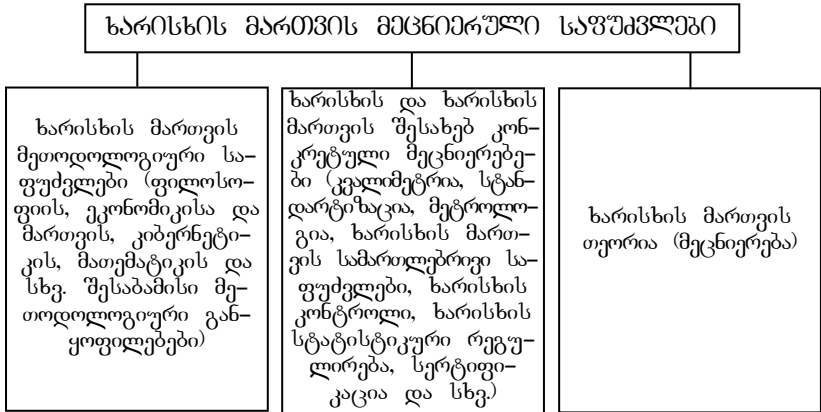 ხარისხის მართვის მეცნიერული საფუძვლები
ხარისხის მართვის
მეთოდოლოგიური სა–
ფუძვლები (ფილოსო–
ფიის, ეკონომიკისა და
მართვის, კიბერნეტი–
კის, მათემატიკის და
სხვ. შესაბამისი მე–
თოდოლოგიური გან–
ყოფილებები)
ხარისხის და ხარისხის
მართვის შესახებ კონ–
კრეტული მეცნიერებე–
ბი (კვალიმეტრია, სტან–
დარტიზაცია, მეტროლო–
გია, ხარისხის მართ–
ვის სამართლებრივი სა–
ფუძვლები, ხარისხის
კონტროლი, ხარისხის
სტატისტიკური რეგუ–
ლირება, სერტიფი–
კაცია და სხვ.)
ხარისხის მართვის
თეორია (მეცნიერება)